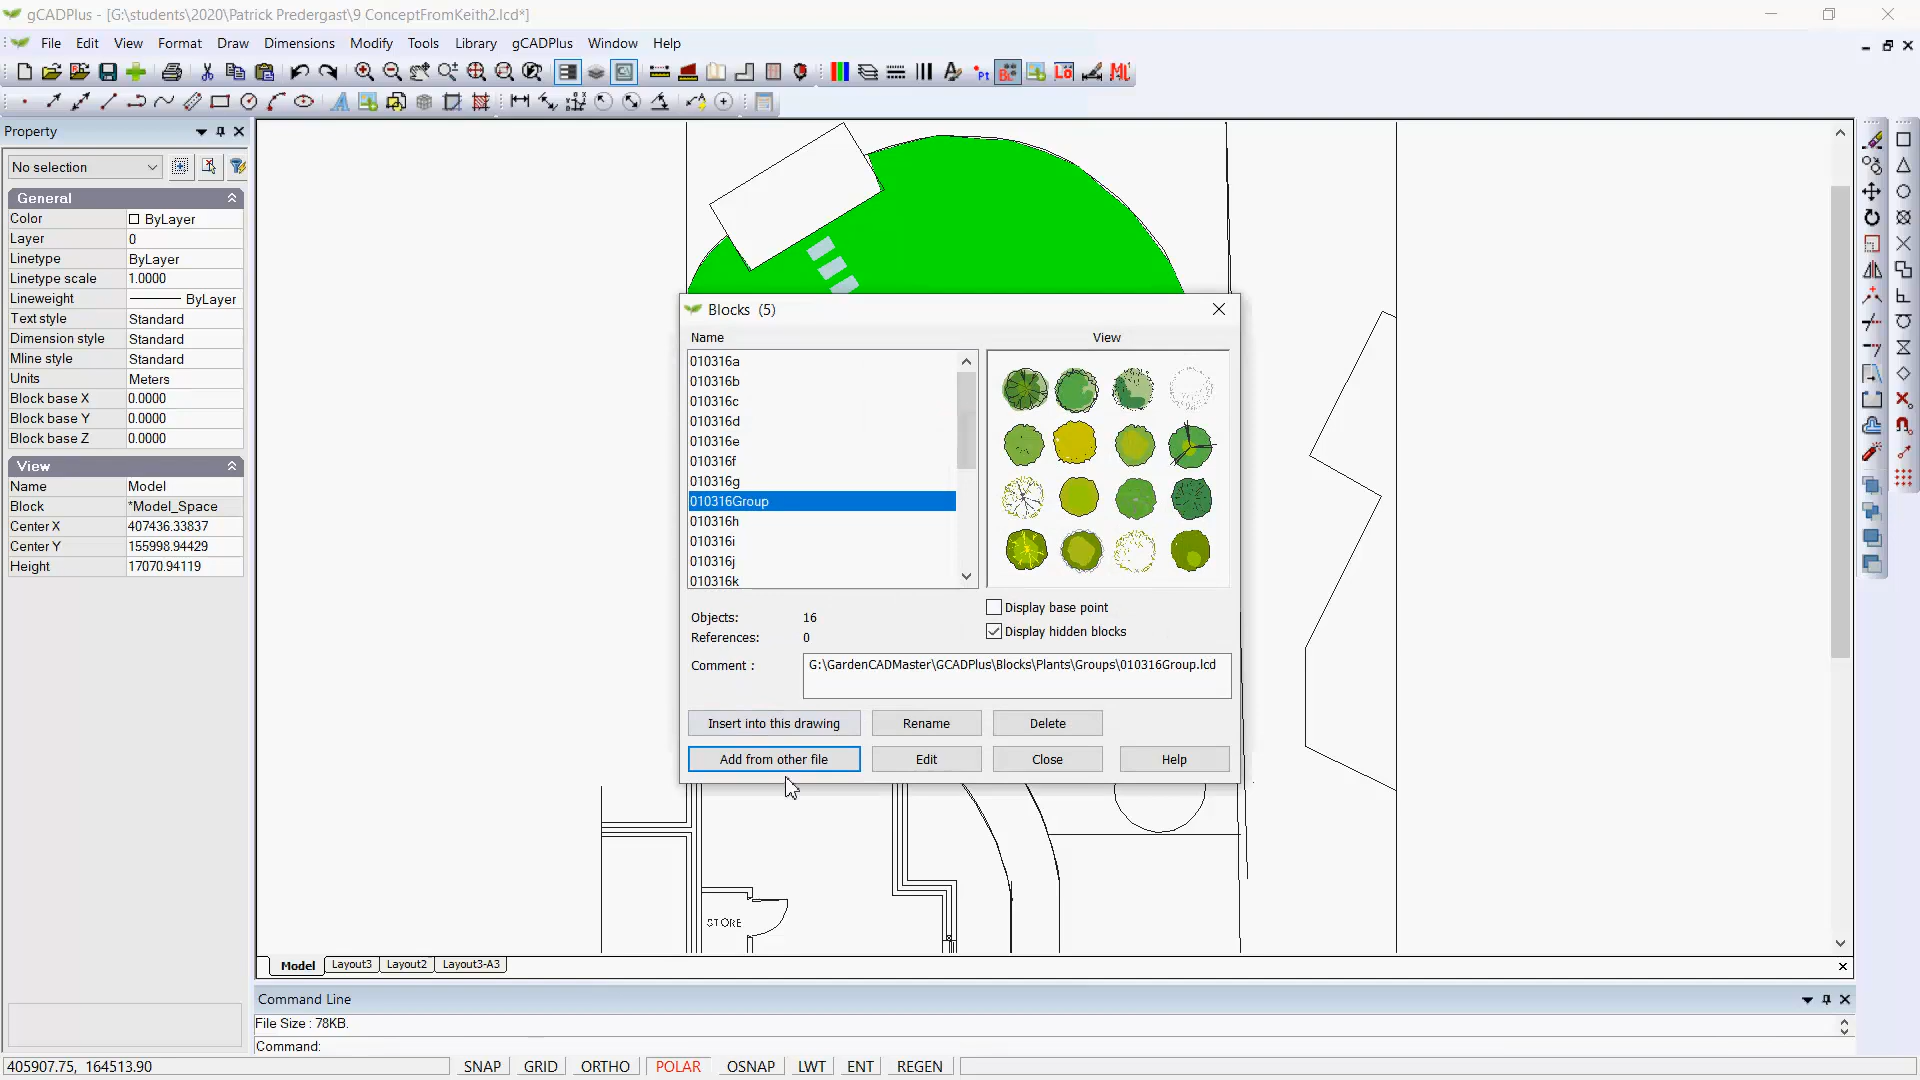 gCADPlus - [G:\students\2020\Patrick Predergast\9 ConceptFromKeith2.lcd*]
File Edit View Format Draw Dimensions Modify Tools Library gCADPlus Window Help
Pt
Property
No selection
General
Color ByLayer
Layer 0
Linetype ByLayer
Linetype scale 1.0000
Lineweight ByLayer
Text style Standard
Dimension style Standard
Mline style Standard
Units Meters
Block base X 0.0000
Block base Y 0.0000
Block base Z 0.0000
View
Name Model
Block *Model_Space
Center X 407436.33837
Center Y 155998.94429
Height 17070.94119
Blocks (5)
Name View
010316a
010316b
010316c
010316d
010316e
010316f
010316g
010316Group
010316h
010316i
010316j
010316k
Display base point
Display hidden blocks
Objects: 16
References: 0
Comment : G:\GardenCADMaster\GCADPlus\Blocks\Plants\Groups\010316Group.lcd
Insert into this drawing Rename Delete
Add from other file Edit Close Help
STORE
Model Layout3 Layout2 Layout3-A3
Command Line
File Size : 78KB.
Command:
405907.75, 164513.90 SNAP GRID ORTHO POLAR OSNAP LWT ENT REGEN